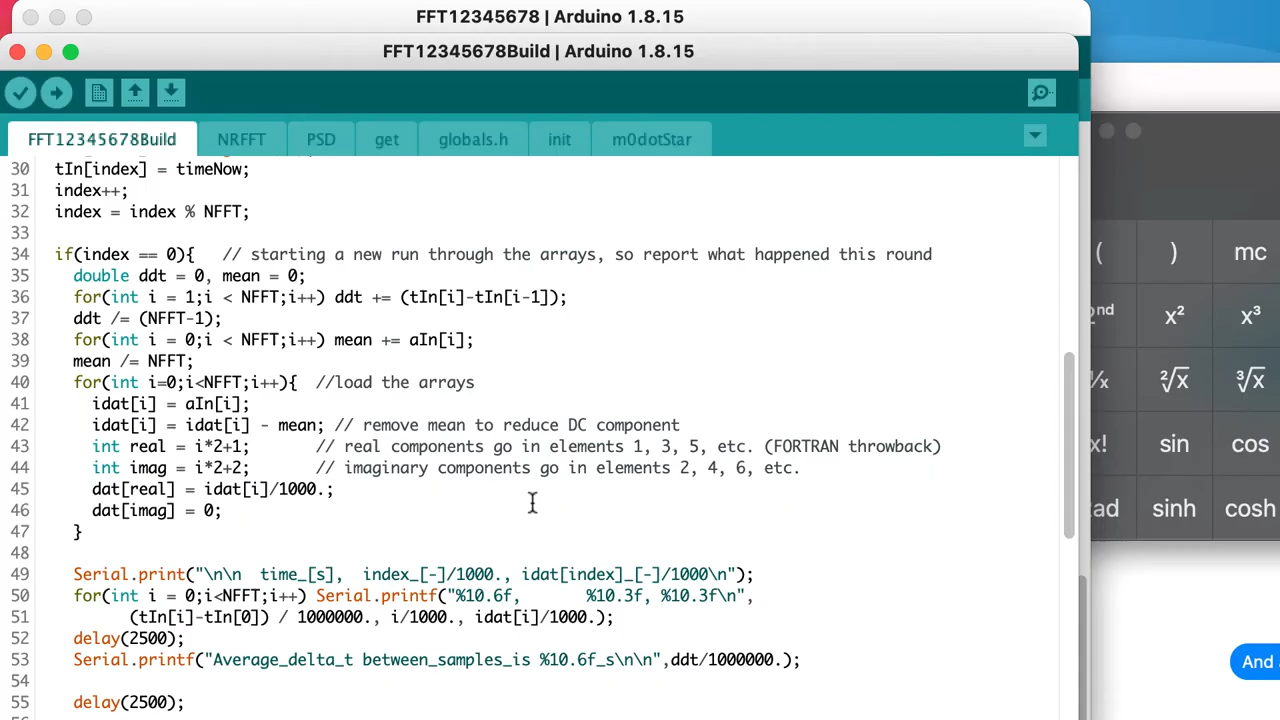 FFT12345678 | Arduino 1.8.15
FFT12345678Build | Arduino 1.8.15
FFT12345678Build NRFFT PSD get globals.h init m0dotStar
30 tIn[index] = timeNow;
31 index++;
32 index = index % NFFT;
33
34 if(index == 0){ // starting a new run through the arrays, so report what happened this round
35 double ddt = 0, mean = 0;
36 for(int i = 1;i < NFFT;i++) ddt += (tIn[i]-tIn[i-1]);
37 ddt /= (NFFT-1);
38 for(int i = 0;i < NFFT;i++) mean += aIn[i];
39 mean /= NFFT;
40 for(int i=0;i<NFFT;i++){ //load the arrays
41 idat[i] = aIn[i];
42 idat[i] = idat[i] - mean; // remove mean to reduce DC component
43 int real = i*2+1; // real components go in elements 1, 3, 5, etc. (FORTRAN throwback)
44 int imag = i*2+2; // imaginary components go in elements 2, 4, 6, etc.
45 dat[real] = idat[i]/1000.;
46 dat[imag] = 0;
47 }
48
49 Serial.print("\n\n time_[s], index_[-]/1000., idat[index]_[-]/1000\n");
50 for(int i = 0;i<NFFT;i++) Serial.printf("%10.6f, %10.3f, %10.3f\n",
51 (tIn[i]-tIn[0]) / 1000000., i/1000., idat[i]/1000.);
52 delay(2500);
53 Serial.printf("Average_delta_t between_samples_is %10.6f_s\n\n",ddt/1000000.);
54
55 delay(2500);
( ) mc
2nd x² x³
⅟x ²√x ³√x
x! sin cos
Rad sinh cosh
And